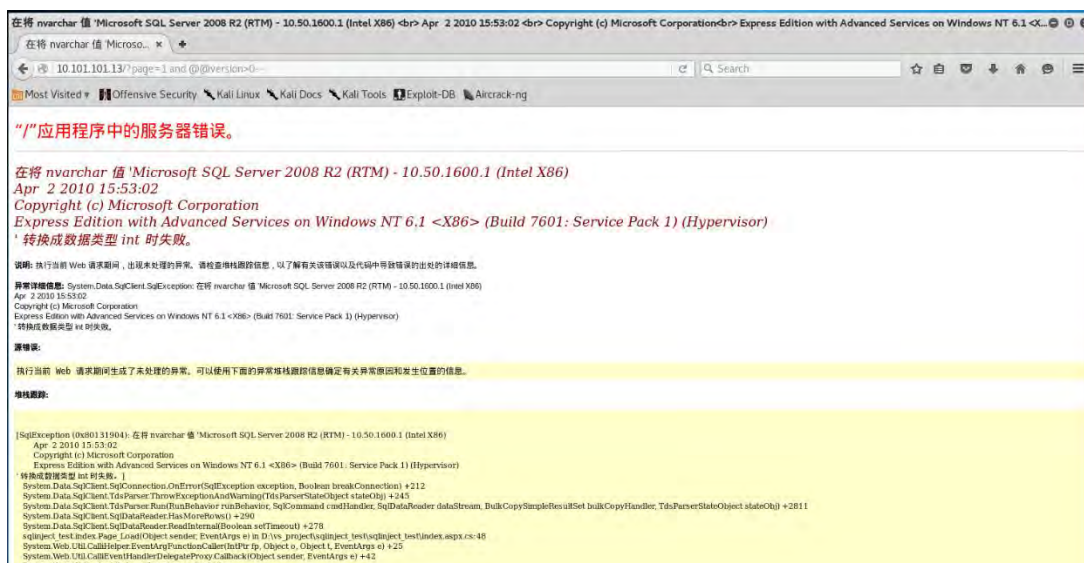 在将 nvarchar 值 'Microsoft SQL Server 2008 R2 (RTM) - 10.50.1600.1 (Intel X86) <br> Apr 2 2010 15:53:02 <br> Copyright (c) Microsoft Corporation<br> Express Edition with Advanced Services on Windows NT 6.1 <X...
在将 nvarchar 值 'Microso...
10.101.101.13/?page=1 and @@version>0--
Search
Most Visited
Offensive Security
Kali Linux
Kali Docs
Kali Tools
Exploit-DB
Aircrack-ng
“/”应用程序中的服务器错误。
在将 nvarchar 值 'Microsoft SQL Server 2008 R2 (RTM) - 10.50.1600.1 (Intel X86)
Apr 2 2010 15:53:02
Copyright (c) Microsoft Corporation
Express Edition with Advanced Services on Windows NT 6.1 <X86> (Build 7601: Service Pack 1) (Hypervisor)
' 转换成数据类型 int 时失败。
说明: 执行当前 Web 请求期间，出现未处理的异常。请检查堆栈跟踪信息，以了解有关该错误以及代码中导致错误的出处的详细信息。
异常详细信息: System.Data.SqlClient.SqlException: 在将 nvarchar 值 'Microsoft SQL Server 2008 R2 (RTM) - 10.50.1600.1 (Intel X86)
Apr 2 2010 15:53:02
Copyright (c) Microsoft Corporation
Express Edition with Advanced Services on Windows NT 6.1 <X86> (Build 7601: Service Pack 1) (Hypervisor)
' 转换成数据类型 int 时失败。
源错误:
执行当前 Web 请求期间生成了未处理的异常。可以使用下面的异常堆栈跟踪信息确定有关异常原因和发生位置的信息。
堆栈跟踪:
[SqlException (0x80131904): 在将 nvarchar 值 'Microsoft SQL Server 2008 R2 (RTM) - 10.50.1600.1 (Intel X86)
Apr 2 2010 15:53:02
Copyright (c) Microsoft Corporation
Express Edition with Advanced Services on Windows NT 6.1 <X86> (Build 7601: Service Pack 1) (Hypervisor)
' 转换成数据类型 int 时失败。]
System.Data.SqlClient.SqlConnection.OnError(SqlException exception, Boolean breakConnection) +212
System.Data.SqlClient.TdsParser.ThrowExceptionAndWarning(TdsParserStateObject stateObj) +245
System.Data.SqlClient.TdsParser.Run(RunBehavior runBehavior, SqlCommand cmdHandler, SqlDataReader dataStream, BulkCopySimpleResultSet bulkCopyHandler, TdsParserStateObject stateObj) +2811
System.Data.SqlClient.SqlDataReader.HasMoreRows() +290
System.Data.SqlClient.SqlDataReader.ReadInternal(Boolean setTimeout) +278
sqlinject_test.index.Page_Load(Object sender, EventArgs e) in D:\vs_project\sqlinject_test\sqlinject_test\index.aspx.cs:48
System.Web.Util.CalliHelper.EventArgFunctionCaller(IntPtr fp, Object o, Object t, EventArgs e) +25
System.Web.Util.CalliEventHandlerDelegateProxy.Callback(Object sender, EventArgs e) +42